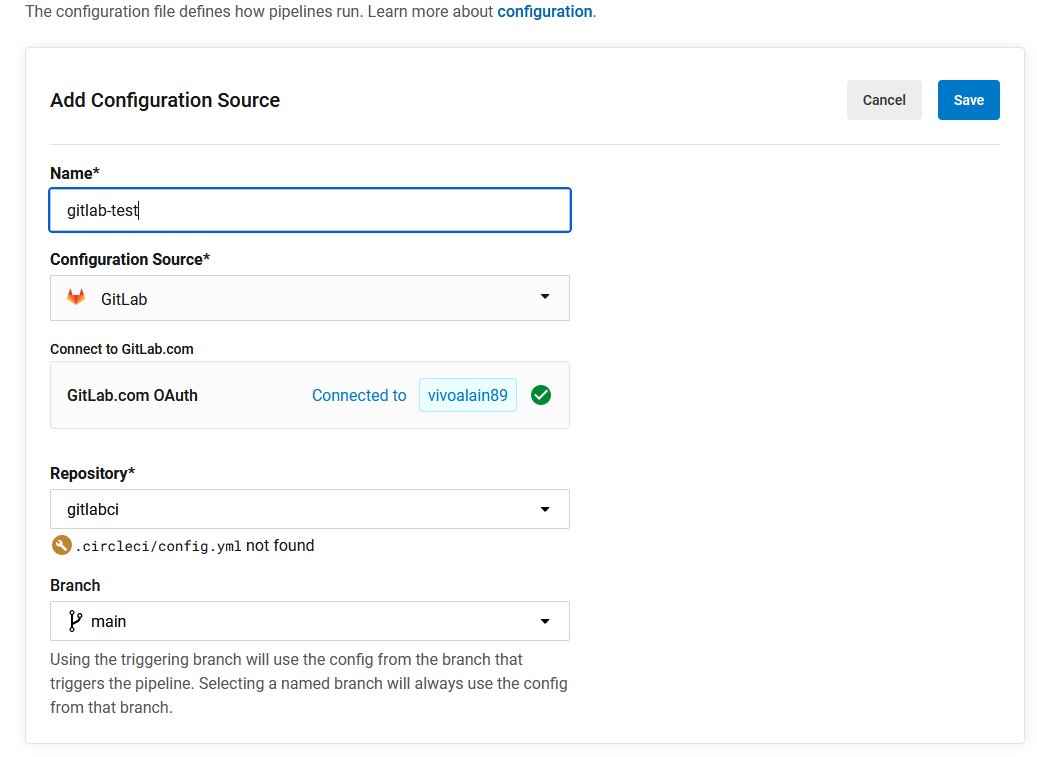 The configuration file defines how pipelines run. Learn more about configuration.
Add Configuration Source
Cancel
Save
Name*
gitlab-test
Configuration Source*
GitLab
Connect to GitLab.com
GitLab.com OAuth Connected to vivoalain89
Repository*
gitlabci
.circleci/config.yml not found
Branch
main
Using the triggering branch will use the config from the branch that
triggers the pipeline. Selecting a named branch will always use the config
from that branch.